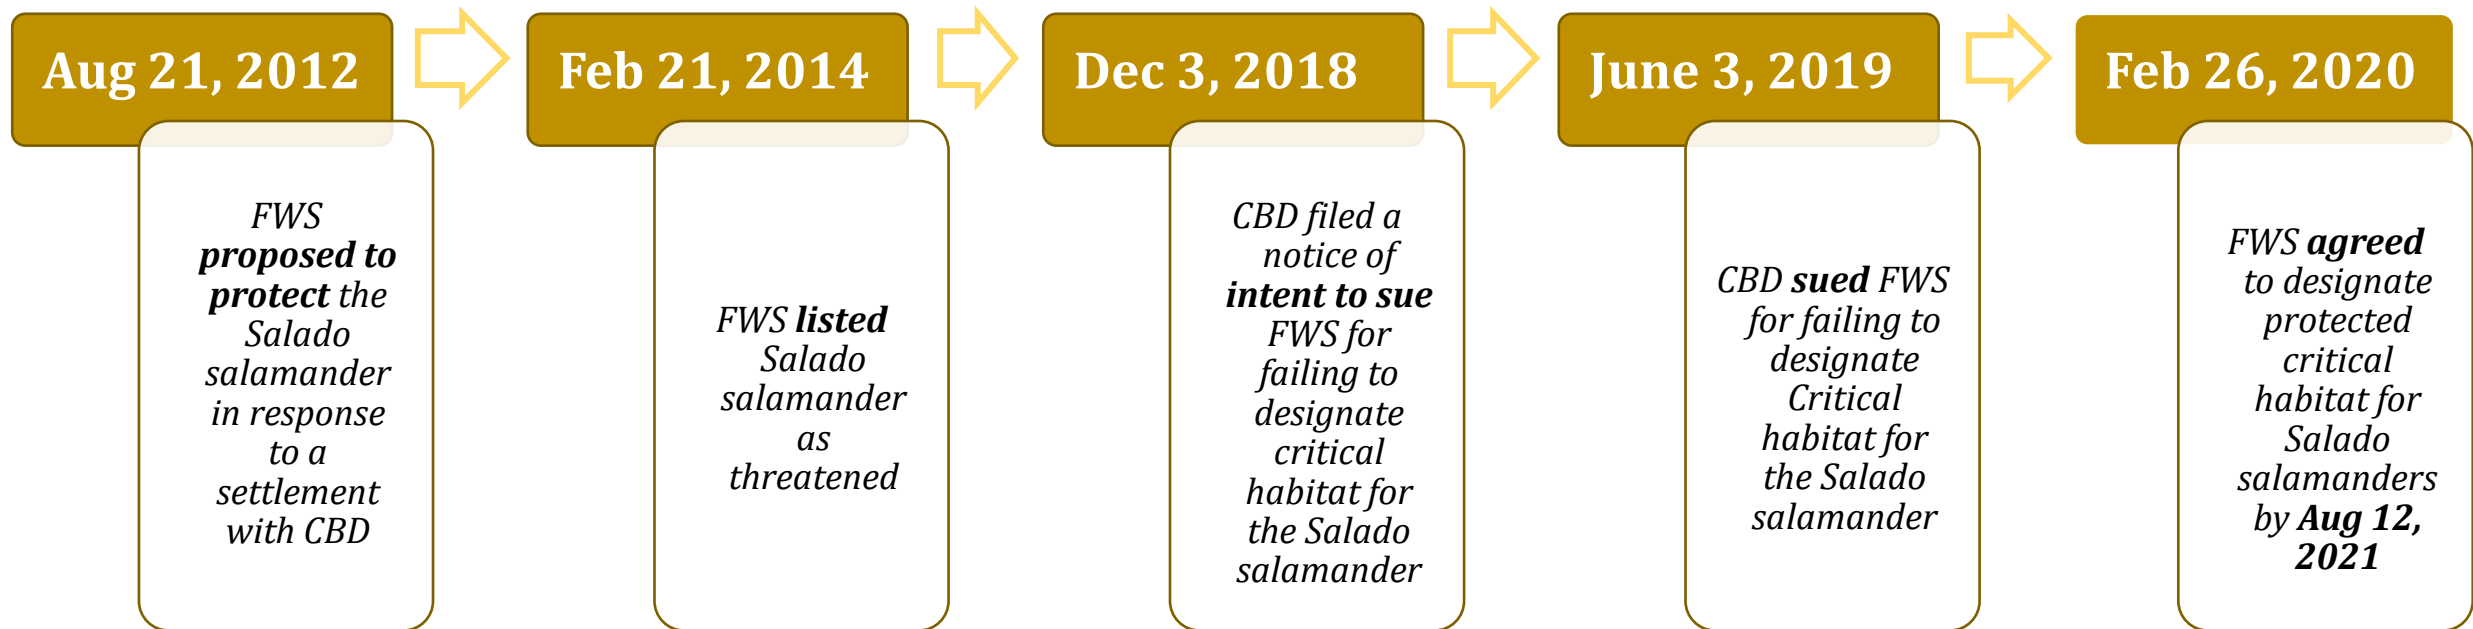 Aug 21, 2012
FWS
proposed to
protect the
Salado
salamander
in response
to a
settlement
with CBD
Feb 21, 2014
FWS listed
Salado
salamander
as
threatened
Dec 3, 2018
CBD filed a
notice of
intent to sue
FWS for
failing to
designate
critical
habitat for
the Salado
salamander
June 3, 2019
CBD sued FWS
for failing to
designate
Critical
habitat for
the Salado
salamander
Feb 26, 2020
FWS agreed
to designate
protected
critical
habitat for
Salado
salamanders
by Aug 12,
2021